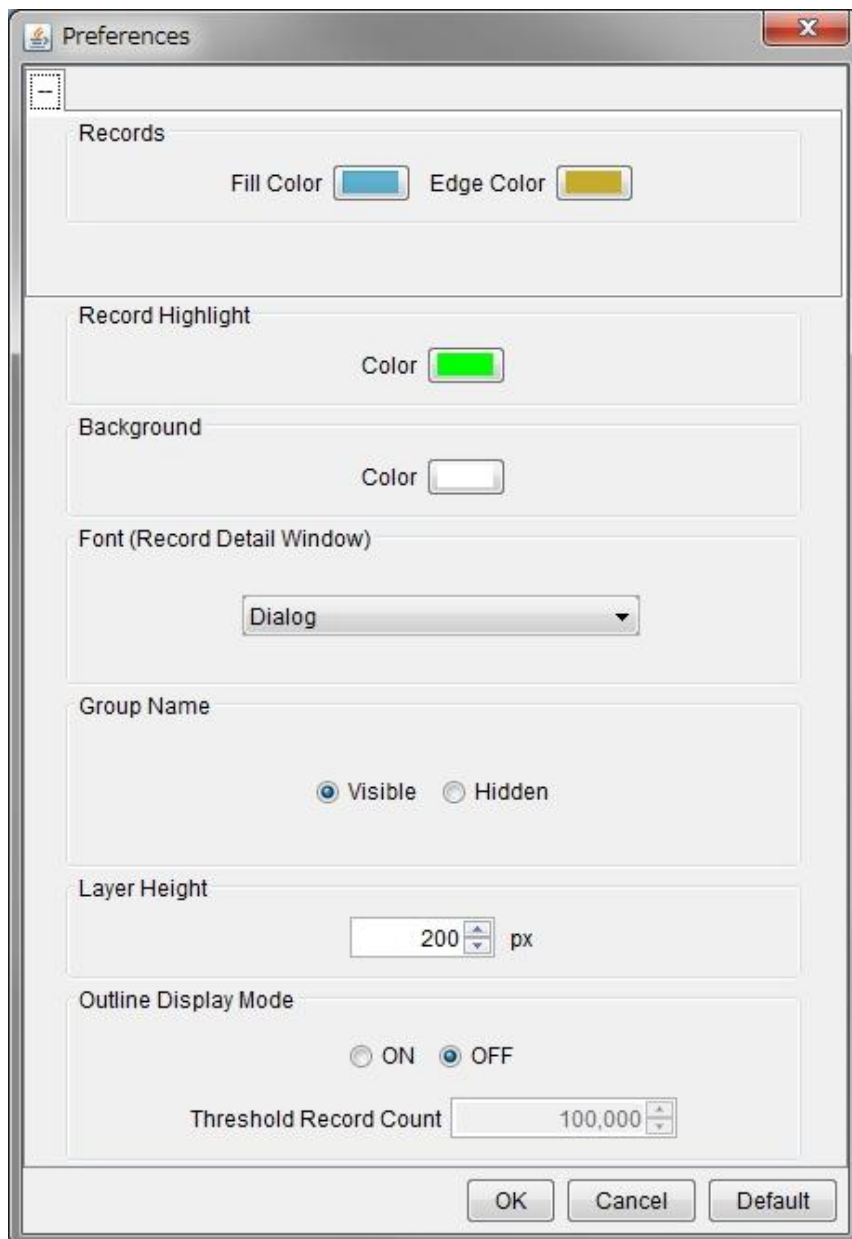 Preferences
--
Records
Fill Color Edge Color
Record Highlight
Color
Background
Color
Font (Record Detail Window)
Dialog
Group Name
Visible Hidden
Layer Height
200 px
Outline Display Mode
ON OFF
Threshold Record Count 100,000
OK Cancel Default